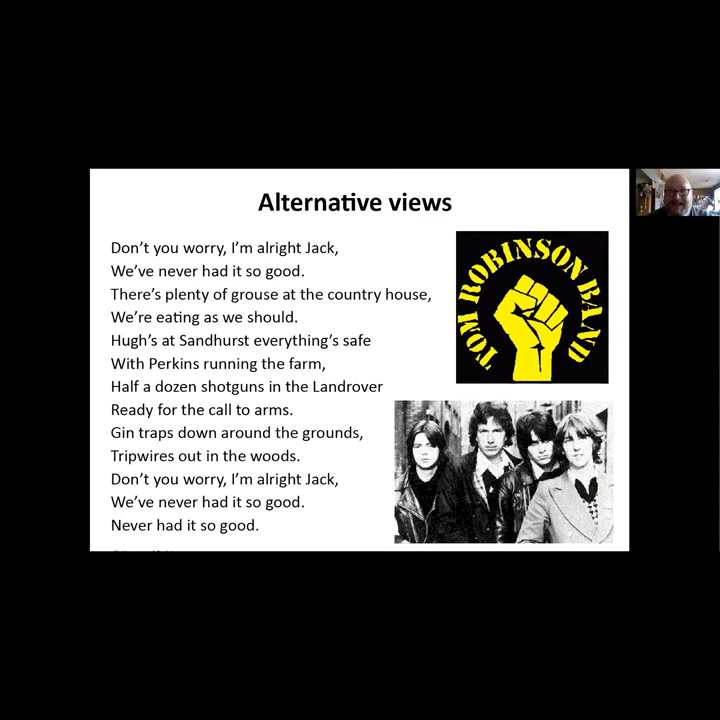 Alternative views
Don't you worry, I'm alright Jack,
We've never had it so good.
There's plenty of grouse at the country house,
We're eating as we should.
Hugh's at Sandhurst everything's safe
With Perkins running the farm,
Half a dozen shotguns in the Landrover
Ready for the call to arms.
Gin traps down around the grounds,
Tripwires out in the woods.
Don't you worry, I'm alright Jack,
We've never had it so good.
Never had it so good.
TOM ROBINSON BAND